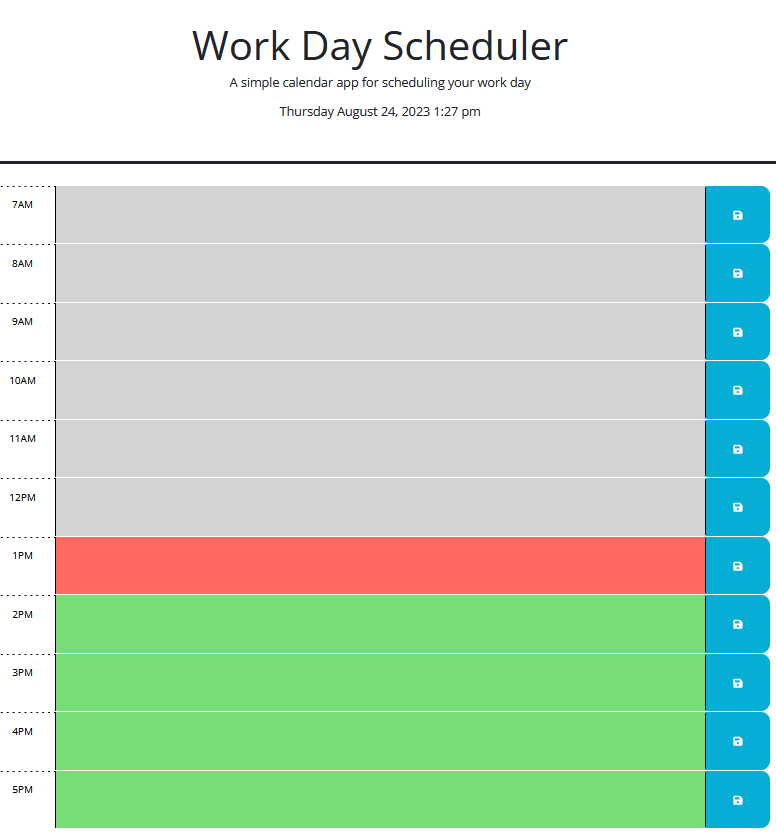 Work Day Scheduler
A simple calendar app for scheduling your work day
Thursday August 24, 2023 1:27 pm
7AM
8AM
9AM
10AM
11AM
12PM
1PM
2PM
3PM
4PM
5PM